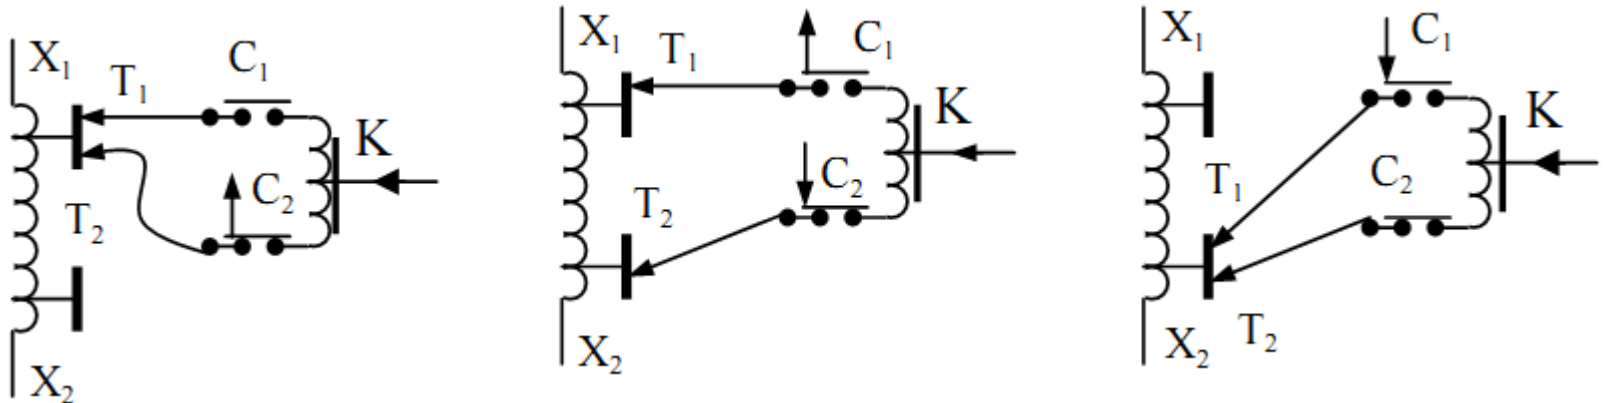 X₁
T₁
C₁
K
C₂
T₂
X₂
X₁
T₁
C₁
K
C₂
T₂
X₂
X₁
C₁
K
C₂
T₁
T₂
X₂